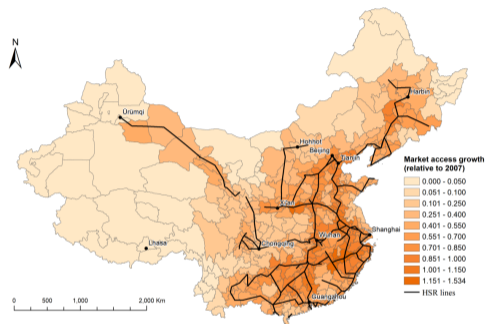 N
Harbin
Ürümqi
Hohhot
Beijing
Tianjin
Xi'an
Lhasa
Chongqing
Wuhan
Shanghai
Guangzhou
Market access growth
(relative to 2007)
0.000 - 0.050
0.051 - 0.100
0.101 - 0.250
0.251 - 0.400
0.401 - 0.550
0.551 - 0.700
0.701 - 0.850
0.851 - 1.000
1.001 - 1.150
1.151 - 1.534
HSR lines
0 500 1,000 2,000 Km